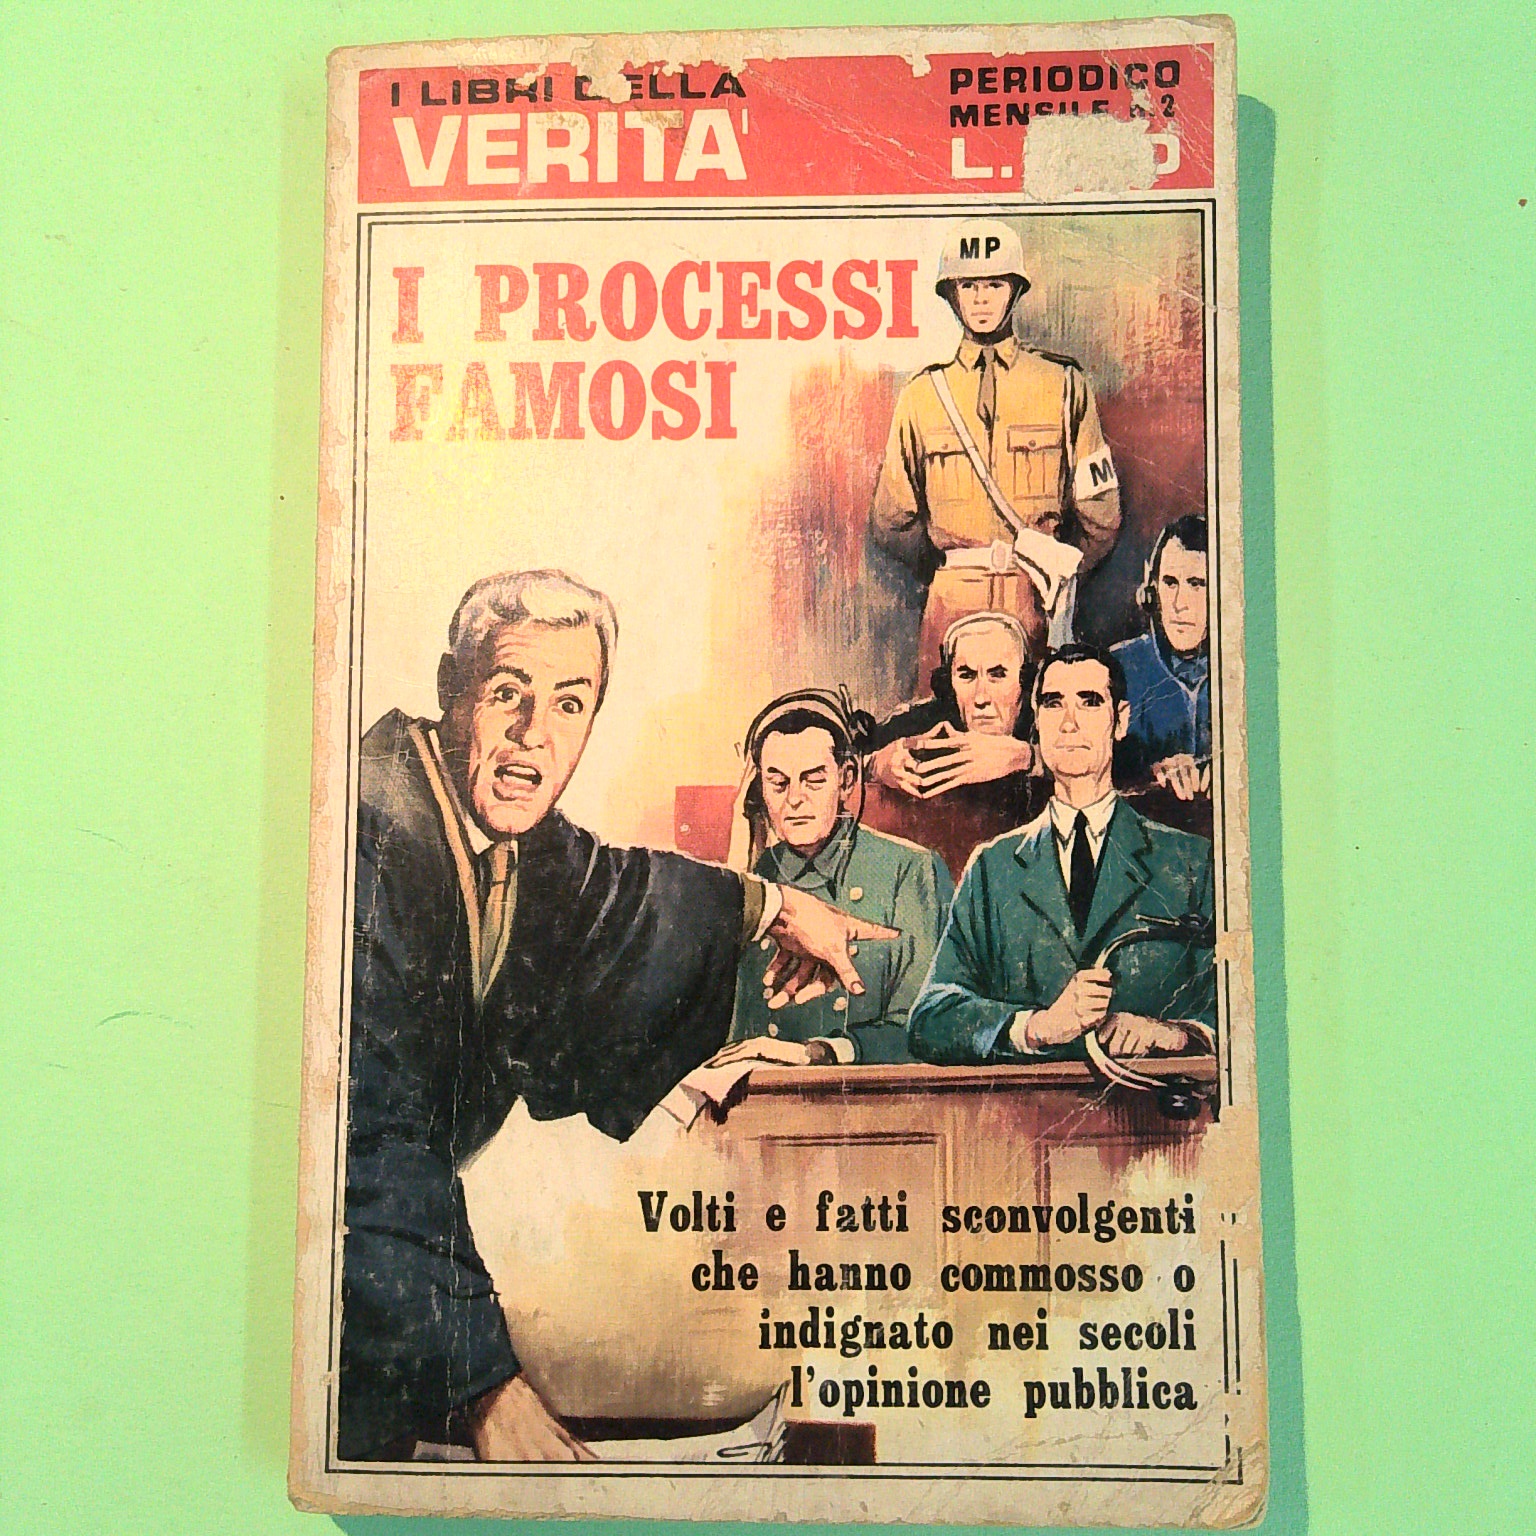 I LIBRI DELLA
VERITA'
PERIODICO
MENSILE n. 2
L.
I PROCESSI
FAMOSI
MP
M
Volti e fatti sconvolgenti
che hanno commosso o
indignato nei secoli
l'opinione pubblica